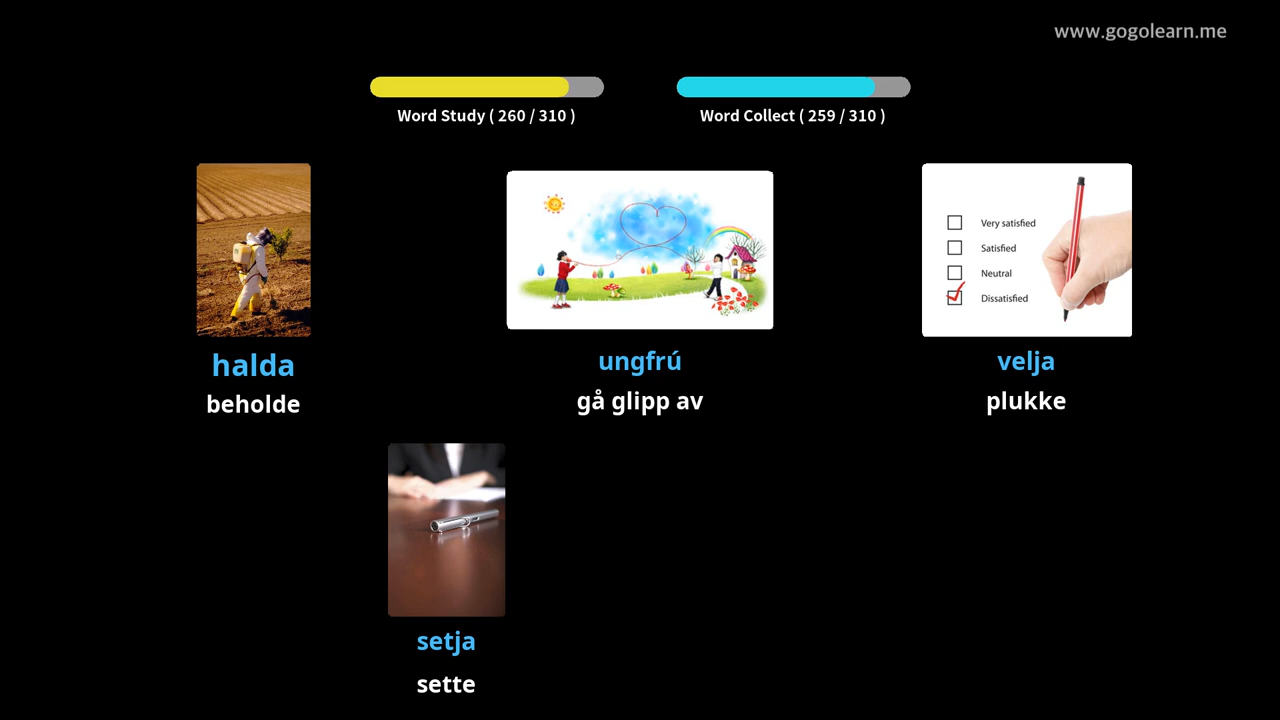 www.gogolearn.me
Word Study ( 260 / 310 )
Word Collect ( 259 / 310 )
Very satisfied
Satisfied
Neutral
Dissatisfied
halda
beholde
ungfrú
gå glipp av
velja
plukke
setja
sette